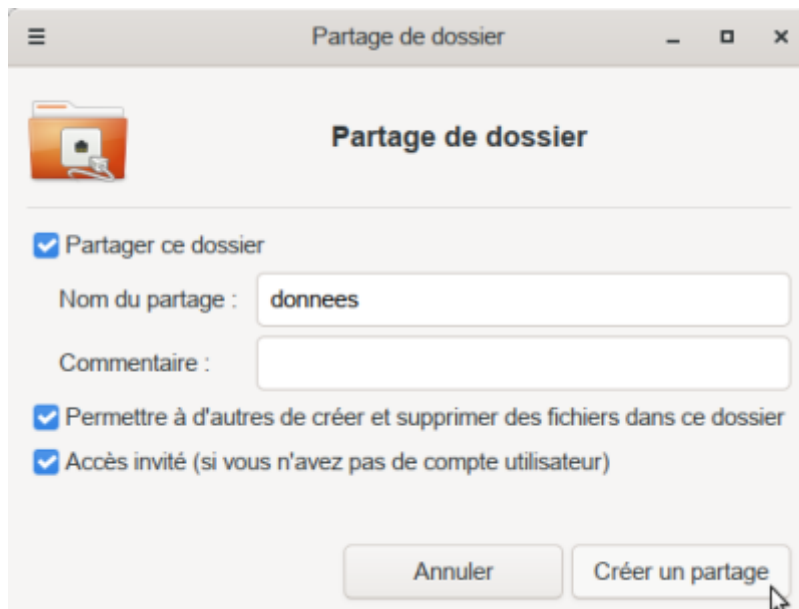 Partage de dossier
Partage de dossier
Partager ce dossier
Nom du partage : donnees
Commentaire :
Permettre à d'autres de créer et supprimer des fichiers dans ce dossier
Accès invité (si vous n'avez pas de compte utilisateur)
Annuler Créer un partage